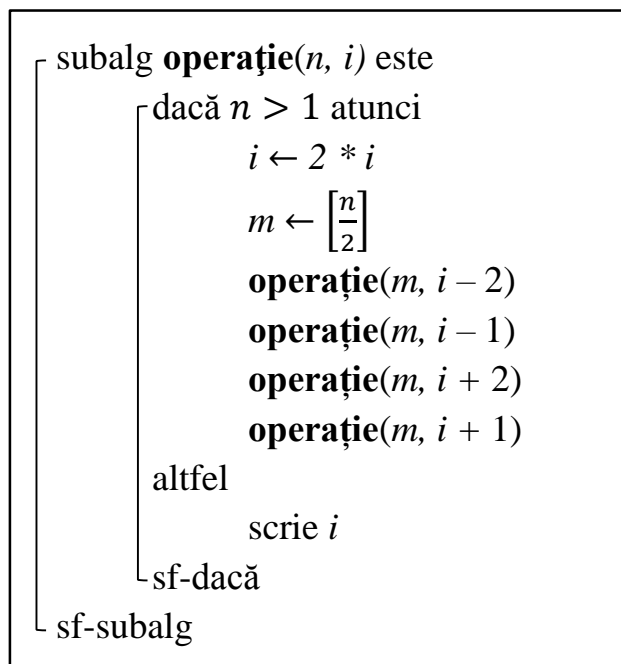 subalg operaţie(n, i) este
dacă n > 1 atunci
i ← 2 * i
m ← [n/2]
operație(m, i – 2)
operație(m, i – 1)
operație(m, i + 2)
operație(m, i + 1)
altfel
scrie i
sf-dacă
sf-subalg